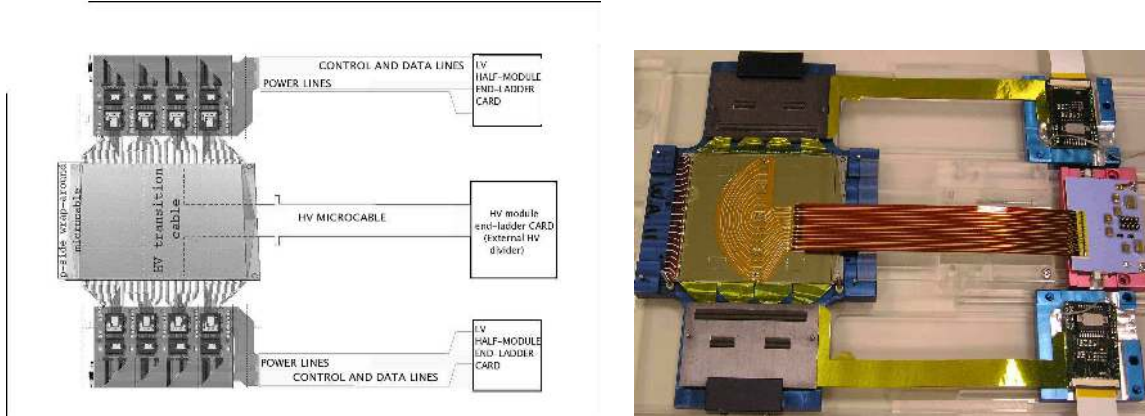 CONTROL AND DATA LINES
POWER LINES
LV
HALF-MODULE
END-LADDER
CARD
p-side wrap-around
microcable
HV transition
cable
HV MICROCABLE
HV module
end-ladder CARD
(External HV
divider)
LV
HALF-MODULE
END-LADDER
CARD
POWER LINES
CONTROL AND DATA LINES